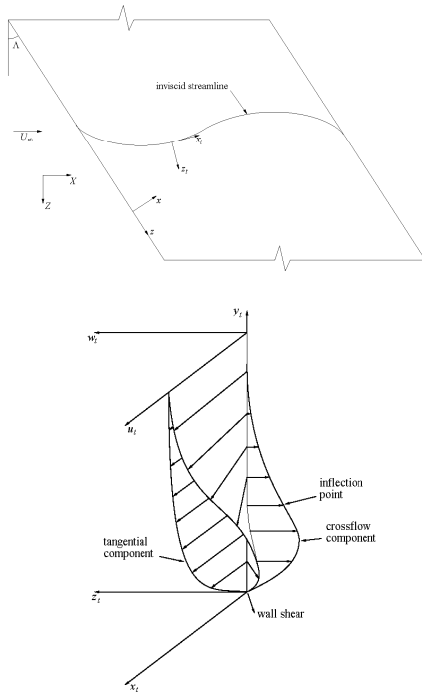 Λ
inviscid streamline
U∞
x_t
z_t
X
Z
x
z
y_t
w_t
u_t
inflection
point
crossflow
component
tangential
component
z_t
wall shear
x_t